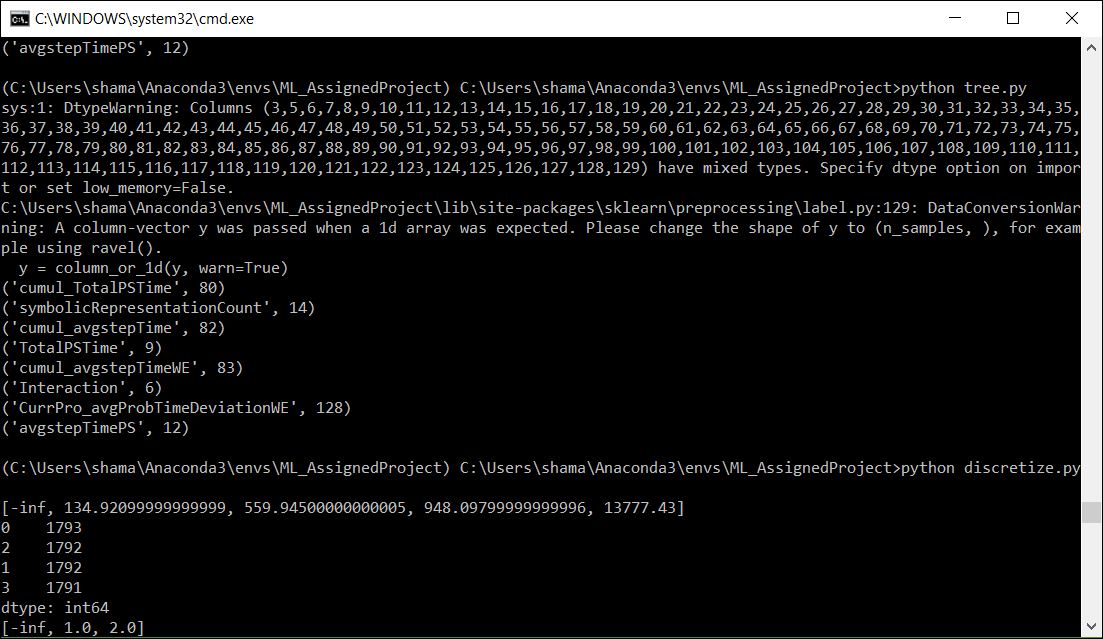 C:\WINDOWS\system32\cmd.exe
('avgstepTimePS', 12)
(C:\Users\shama\Anaconda3\envs\ML_AssignedProject) C:\Users\shama\Anaconda3\envs\ML_AssignedProject>python tree.py
sys:1: DtypeWarning: Columns (3,5,6,7,8,9,10,11,12,13,14,15,16,17,18,19,20,21,22,23,24,25,26,27,28,29,30,31,32,33,34,35,
36,37,38,39,40,41,42,43,44,45,46,47,48,49,50,51,52,53,54,55,56,57,58,59,60,61,62,63,64,65,66,67,68,69,70,71,72,73,74,75,
76,77,78,79,80,81,82,83,84,85,86,87,88,89,90,91,92,93,94,95,96,97,98,99,100,101,102,103,104,105,106,107,108,109,110,111,
112,113,114,115,116,117,118,119,120,121,122,123,124,125,126,127,128,129) have mixed types. Specify dtype option on impor
t or set low_memory=False.
C:\Users\shama\Anaconda3\envs\ML_AssignedProject\lib\site-packages\sklearn\preprocessing\label.py:129: DataConversionWar
ning: A column-vector y was passed when a 1d array was expected. Please change the shape of y to (n_samples, ), for exam
ple using ravel().
  y = column_or_1d(y, warn=True)
('cumul_TotalPSTime', 80)
('symbolicRepresentationCount', 14)
('cumul_avgstepTime', 82)
('TotalPSTime', 9)
('cumul_avgstepTimeWE', 83)
('Interaction', 6)
('CurrPro_avgProbTimeDeviationWE', 128)
('avgstepTimePS', 12)
(C:\Users\shama\Anaconda3\envs\ML_AssignedProject) C:\Users\shama\Anaconda3\envs\ML_AssignedProject>python discretize.py
[-inf, 134.92099999999999, 559.94500000000005, 948.09799999999996, 13777.43]
0    1793
2    1792
1    1792
3    1791
dtype: int64
[-inf, 1.0, 2.0]